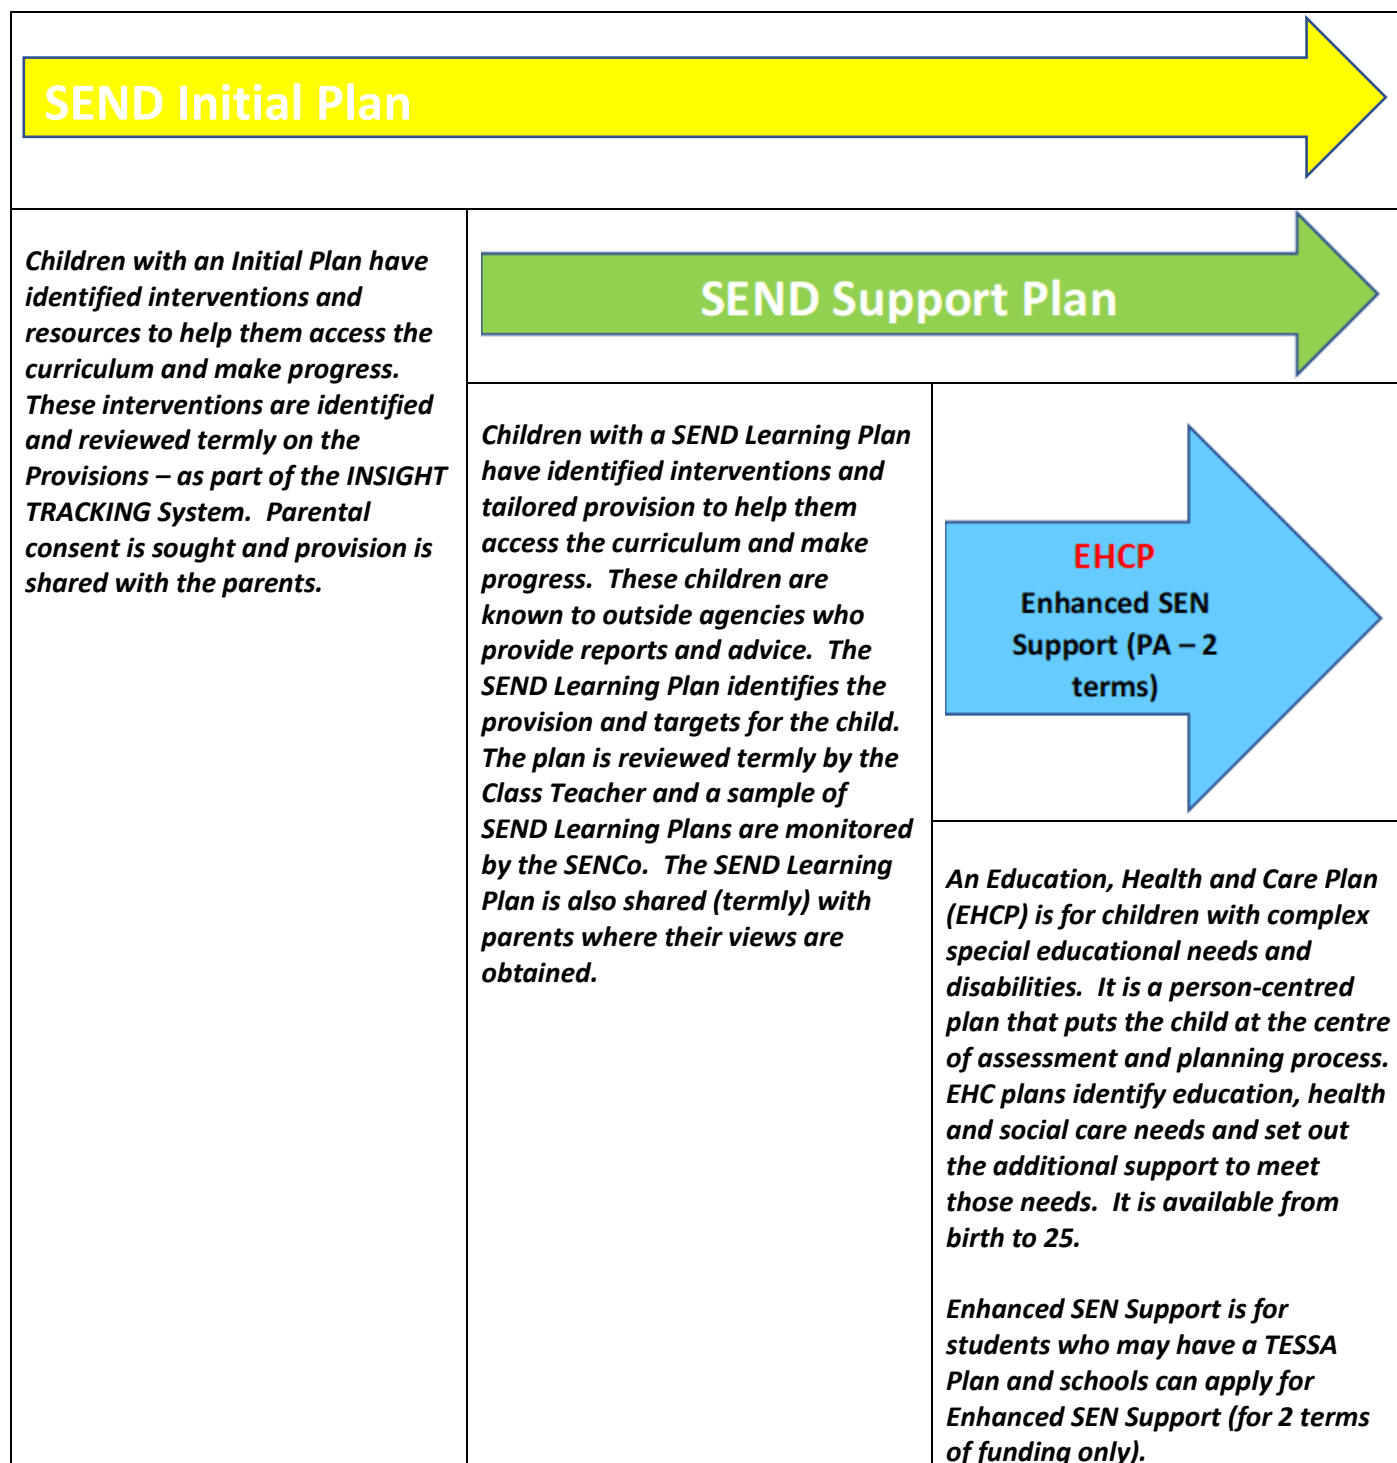 SEND Initial Plan
Children with an Initial Plan have
identified interventions and
resources to help them access the
curriculum and make progress.
These interventions are identified
and reviewed termly on the
Provisions – as part of the INSIGHT
TRACKING System.  Parental
consent is sought and provision is
shared with the parents.
SEND Support Plan
Children with a SEND Learning Plan
have identified interventions and
tailored provision to help them
access the curriculum and make
progress.  These children are
known to outside agencies who
provide reports and advice.  The
SEND Learning Plan identifies the
provision and targets for the child.
The plan is reviewed termly by the
Class Teacher and a sample of
SEND Learning Plans are monitored
by the SENCo.  The SEND Learning
Plan is also shared (termly) with
parents where their views are
obtained.
EHCP
Enhanced SEN
Support (PA – 2
terms)
An Education, Health and Care Plan
(EHCP) is for children with complex
special educational needs and
disabilities.  It is a person-centred
plan that puts the child at the centre
of assessment and planning process.
EHC plans identify education, health
and social care needs and set out
the additional support to meet
those needs.  It is available from
birth to 25.
Enhanced SEN Support is for
students who may have a TESSA
Plan and schools can apply for
Enhanced SEN Support (for 2 terms
of funding only).